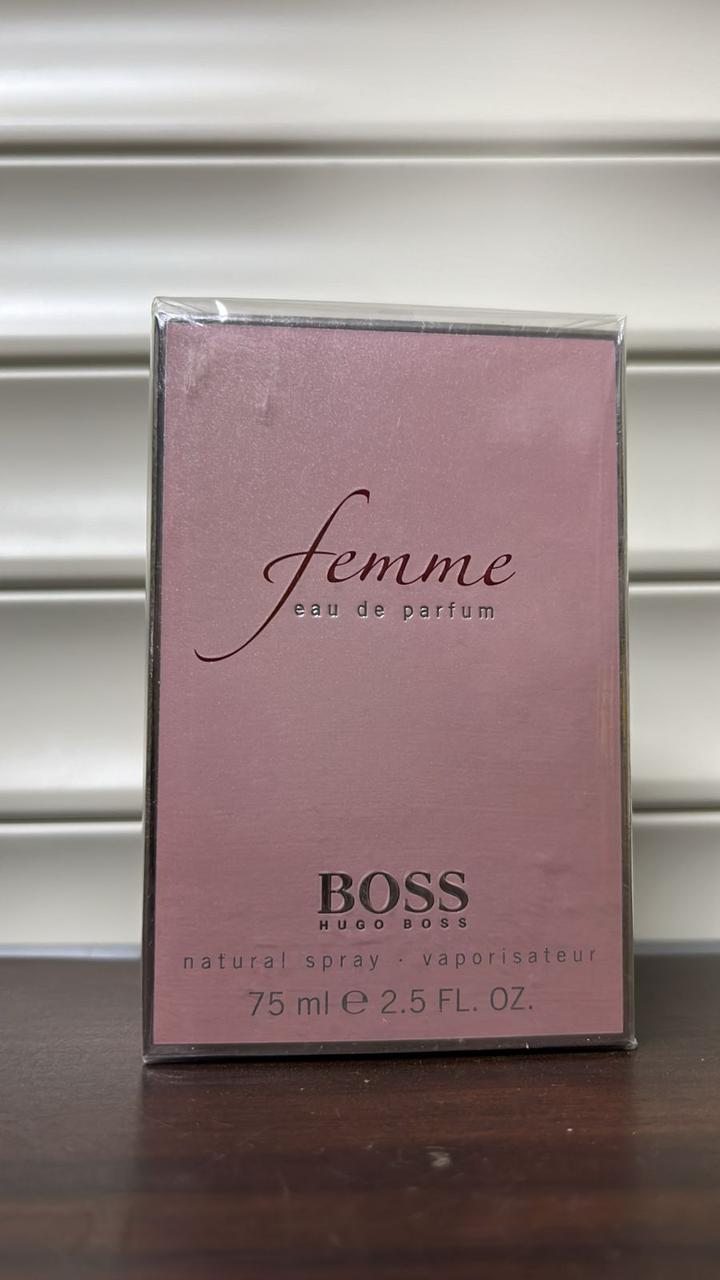 femme
eau de parfum
BOSS
HUGO BOSS
natural spray · vaporisateur
75 ml ℮ 2.5 FL. OZ.